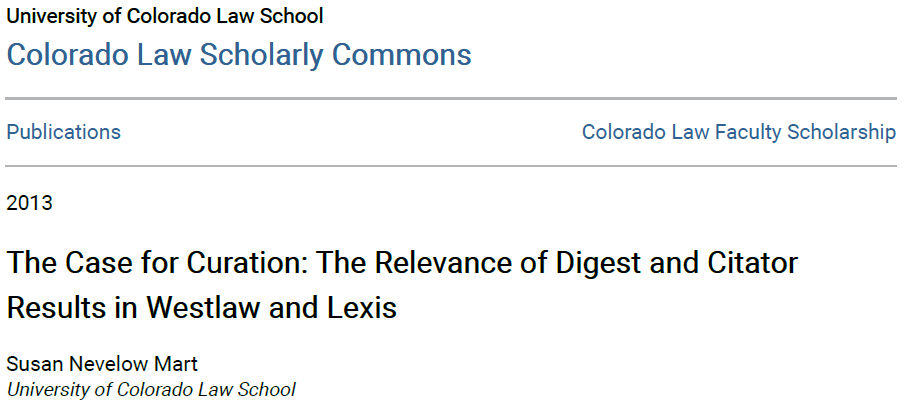 University of Colorado Law School
Colorado Law Scholarly Commons
Publications
Colorado Law Faculty Scholarship
2013
The Case for Curation: The Relevance of Digest and Citator
Results in Westlaw and Lexis
Susan Nevelow Mart
University of Colorado Law School